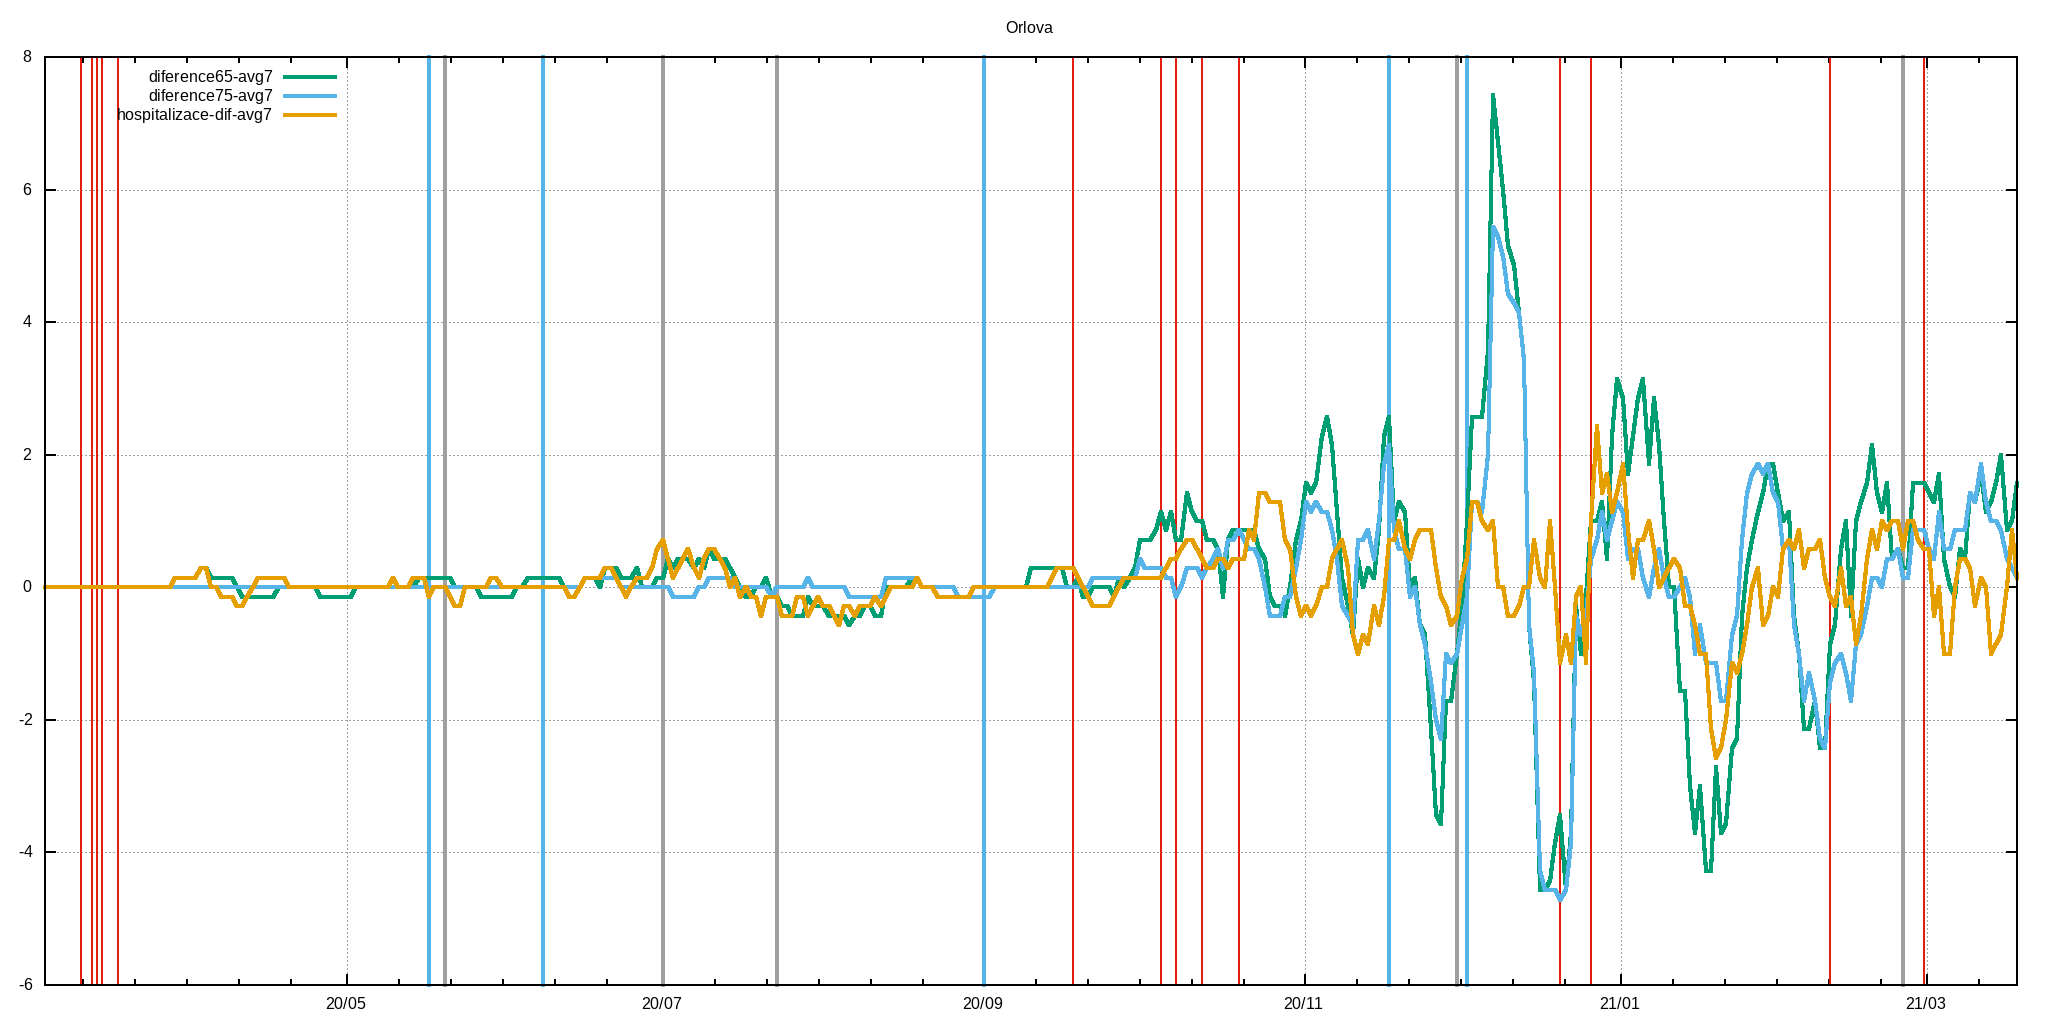 Orlova
8
diference65-avg7
diference75-avg7
hospitalizace-dif-avg7
6
4
2
0
-2
-4
-6
20/05 20/07 20/09 20/11 21/01 21/03